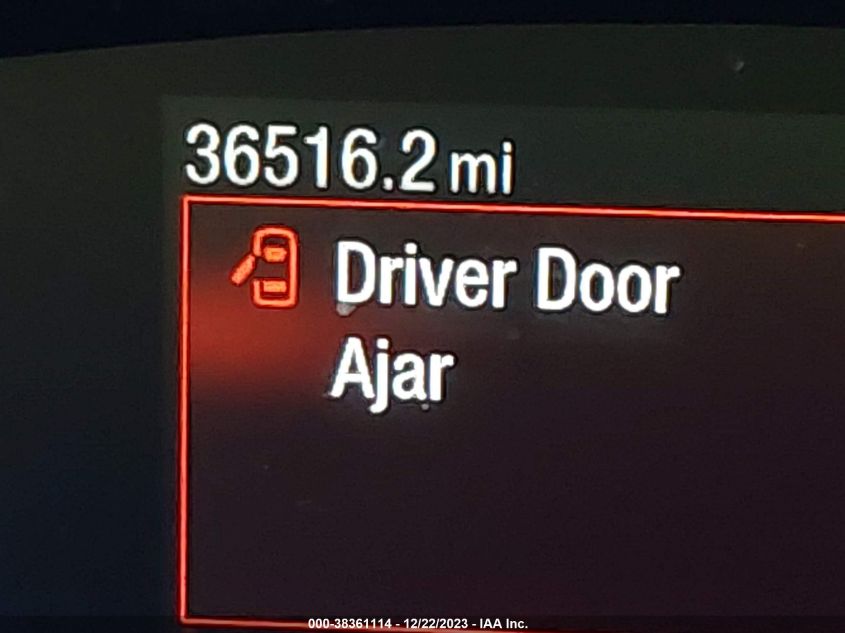 36516.2 mi
Driver Door
Ajar
000-38361114 - 12/22/2023 - IAA Inc.